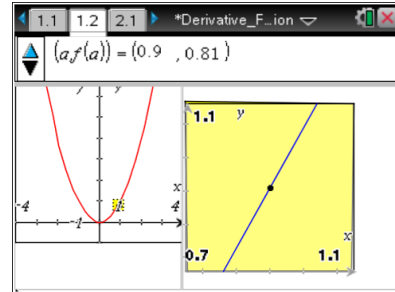 1.1 1.2 2.1 *Derivative_F...ion
(a,f(a)) = (0.9 ,0.81 )
y
x
-4 -1 1 4
1.1 y
x
0.7 1.1